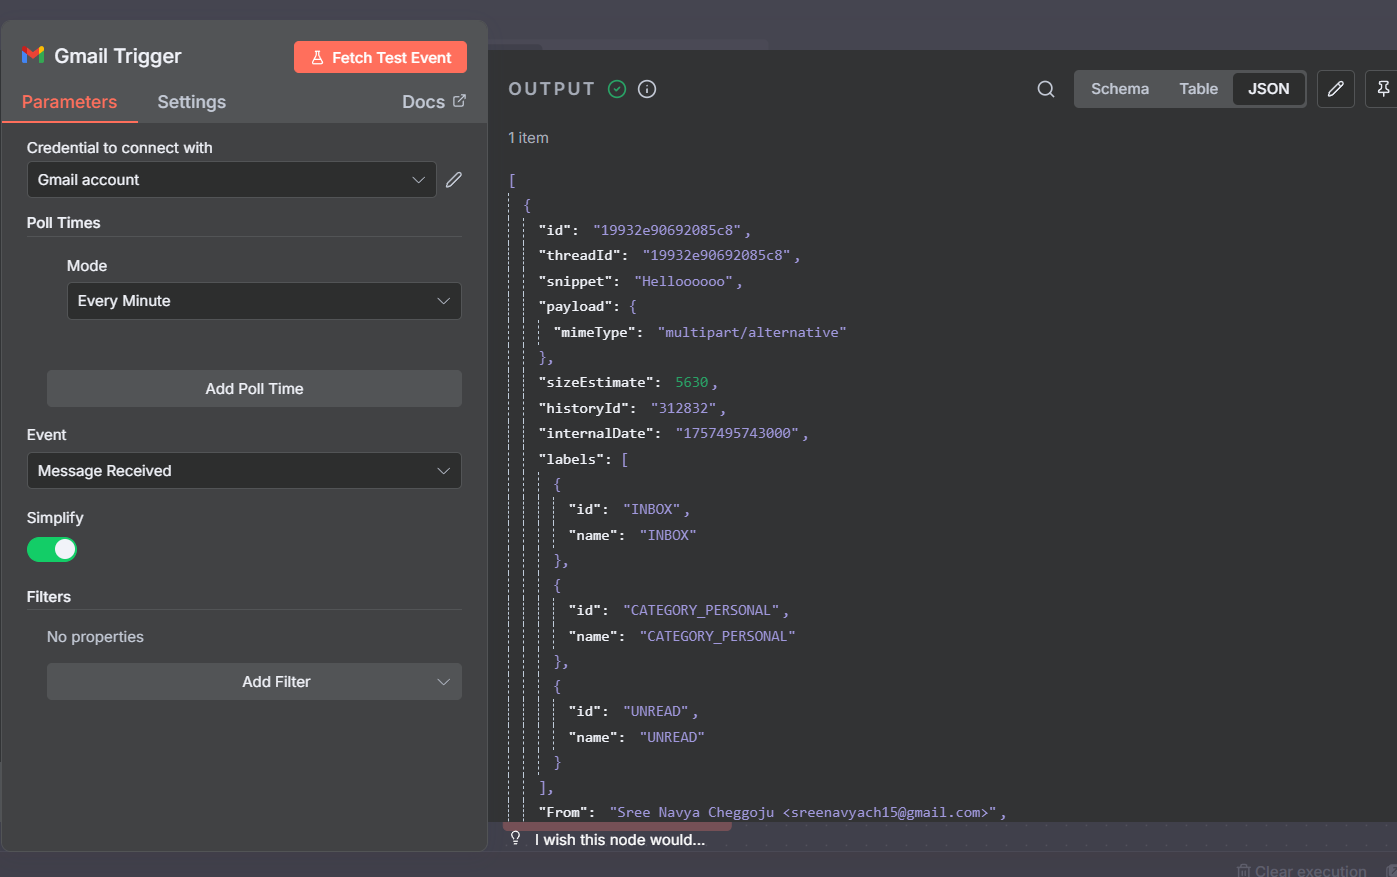 Gmail Trigger
Fetch Test Event
Parameters
Settings
Docs
Credential to connect with
Gmail account
Poll Times
Mode
Every Minute
Add Poll Time
Event
Message Received
Simplify
Filters
No properties
Add Filter
OUTPUT
Schema
Table
JSON
1 item
[
{
"id": "19932e90692085c8",
"threadId": "19932e90692085c8",
"snippet": "Helloooooo",
"payload": {
"mimeType": "multipart/alternative"
},
"sizeEstimate": 5630,
"historyId": "312832",
"internalDate": "1757495743000",
"labels": [
{
"id": "INBOX",
"name": "INBOX"
},
{
"id": "CATEGORY_PERSONAL",
"name": "CATEGORY_PERSONAL"
},
{
"id": "UNREAD",
"name": "UNREAD"
}
],
"From": "Sree Navya Cheggoju <sreenavyach15@gmail.com>",
I wish this node would...
Clear execution